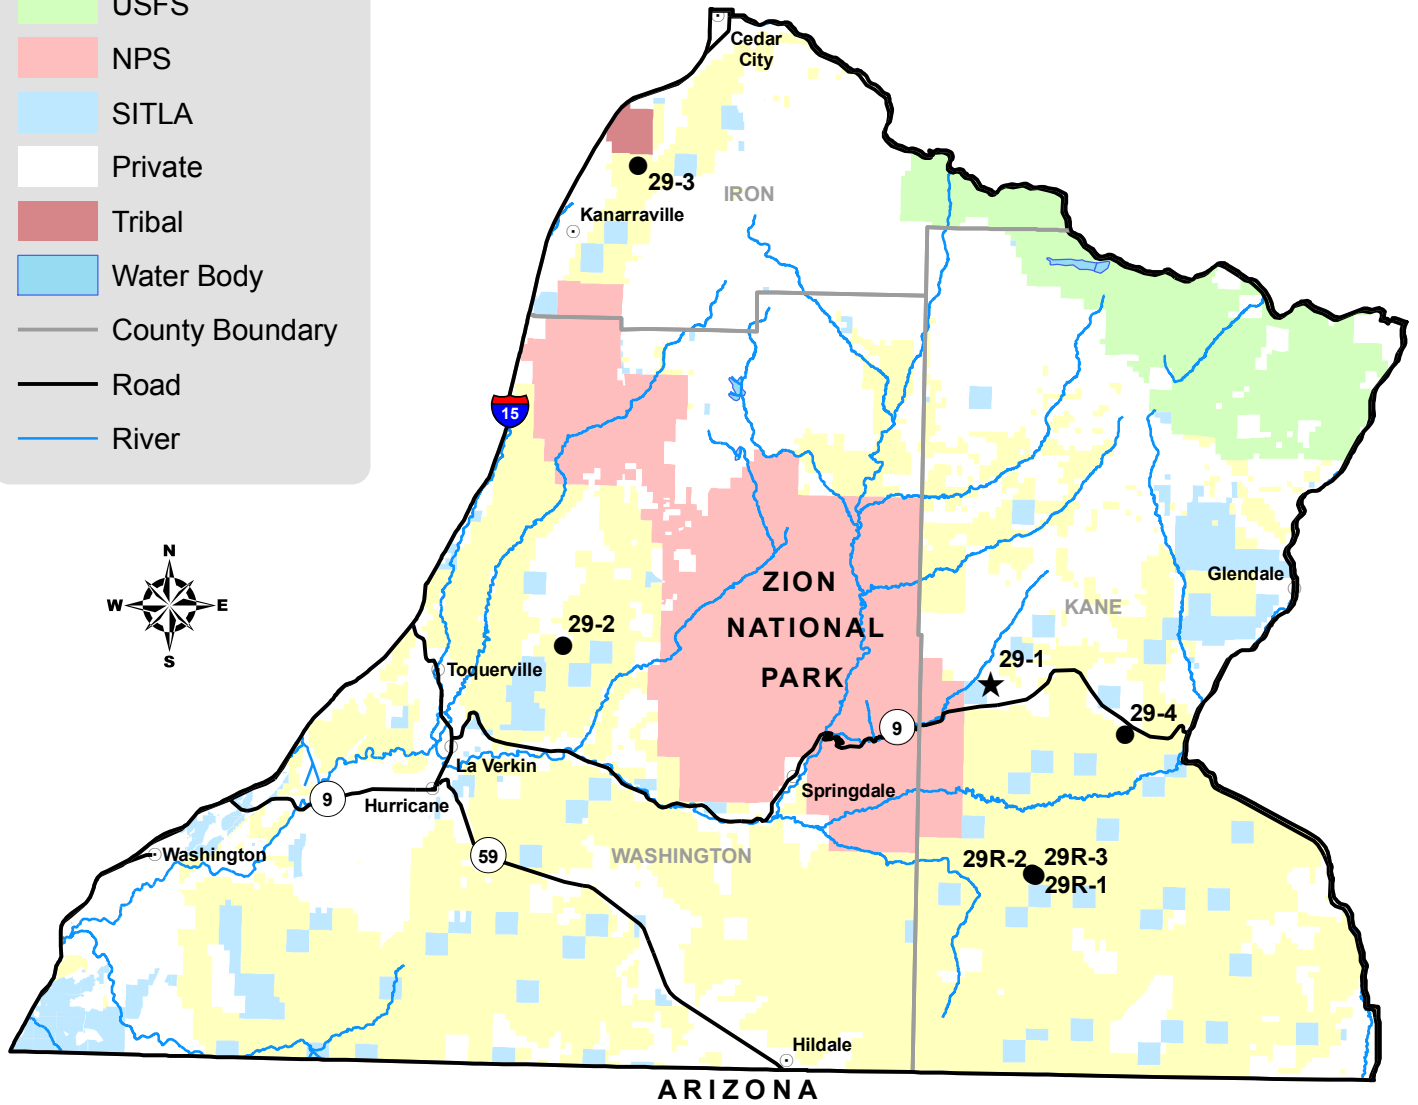 USFS
NPS
SITLA
Private
Tribal
Water Body
County Boundary
Road
River
Cedar
City
29-3
IRON
Kanarraville
15
N
W E
S
ZION
NATIONAL
PARK
Glendale
KANE
29-2
29-1
Toquerville
29-4
9
La Verkin
Springdale
9
Hurricane
Washington
59
WASHINGTON
29R-2 29R-3
29R-1
Hildale
ARIZONA